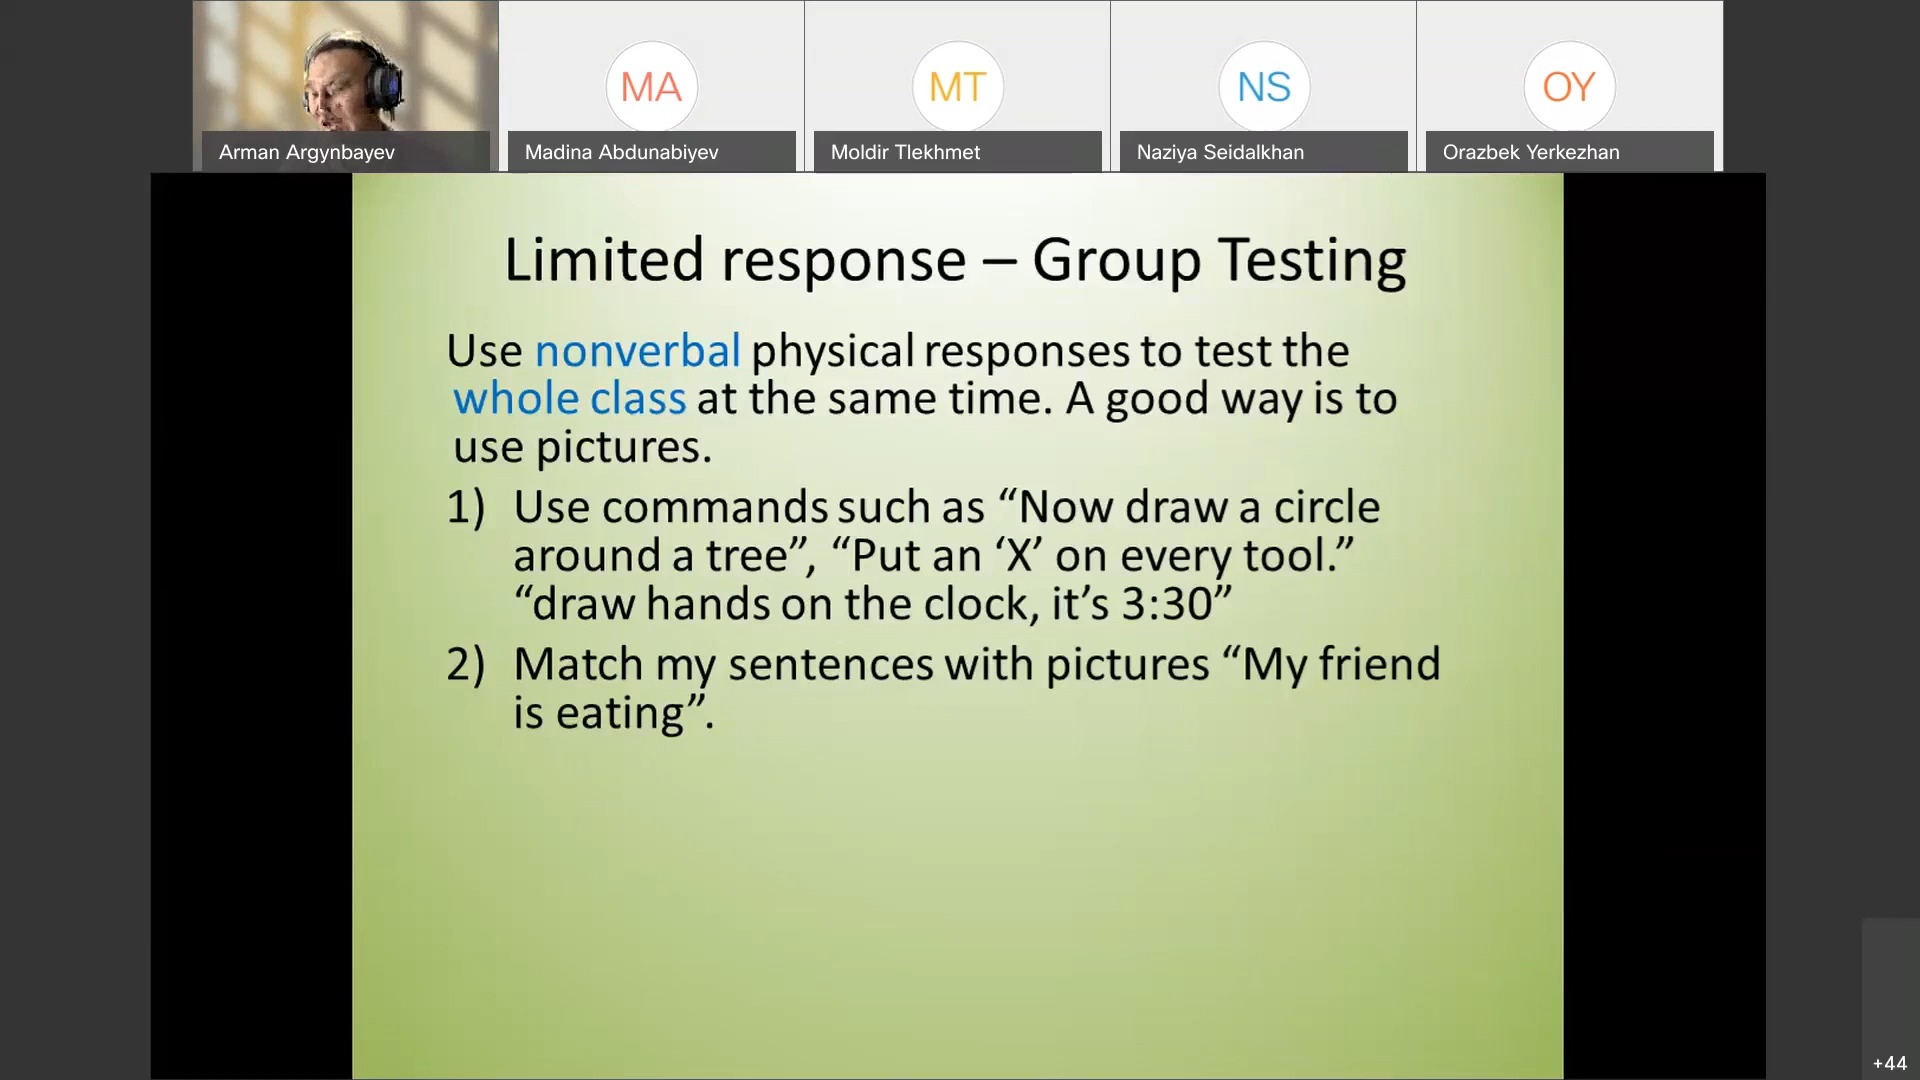 MA
MT
NS
OY
Arman Argynbayev
Madina Abdunabiyev
Moldir Tlekhmet
Naziya Seidalkhan
Orazbek Yerkezhan
Limited response – Group Testing
Use nonverbal physical responses to test the
whole class at the same time. A good way is to
use pictures.
1) Use commands such as “Now draw a circle
around a tree”, “Put an ‘X’ on every tool.”
“draw hands on the clock, it’s 3:30”
2) Match my sentences with pictures “My friend
is eating”.
+44